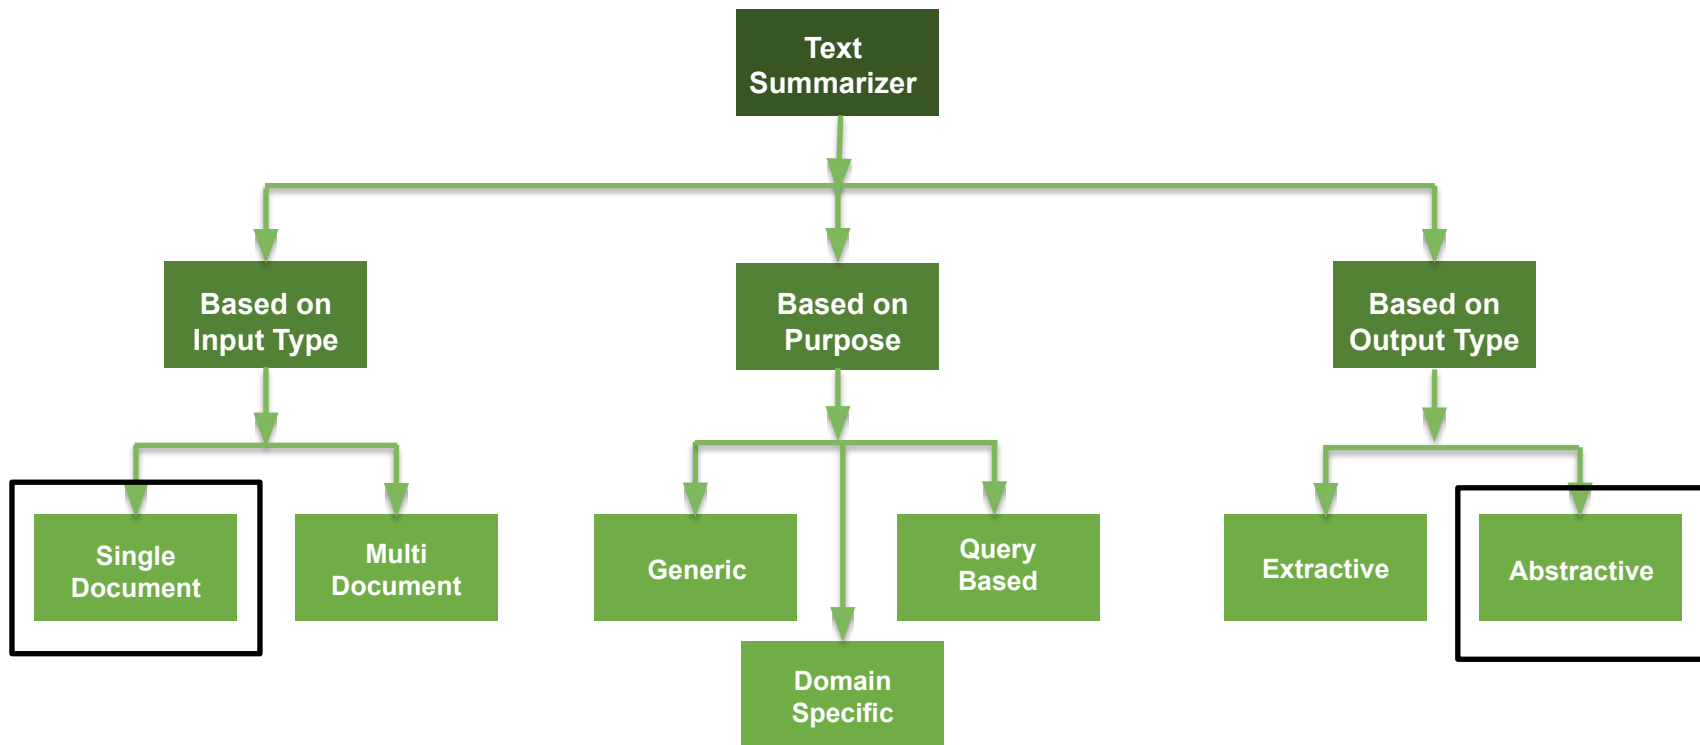 Text
Summarizer
Based on
Input Type
Based on
Purpose
Based on
Output Type
Single
Document
Multi
Document
Generic
Query
Based
Extractive
Abstractive
Domain
Specific